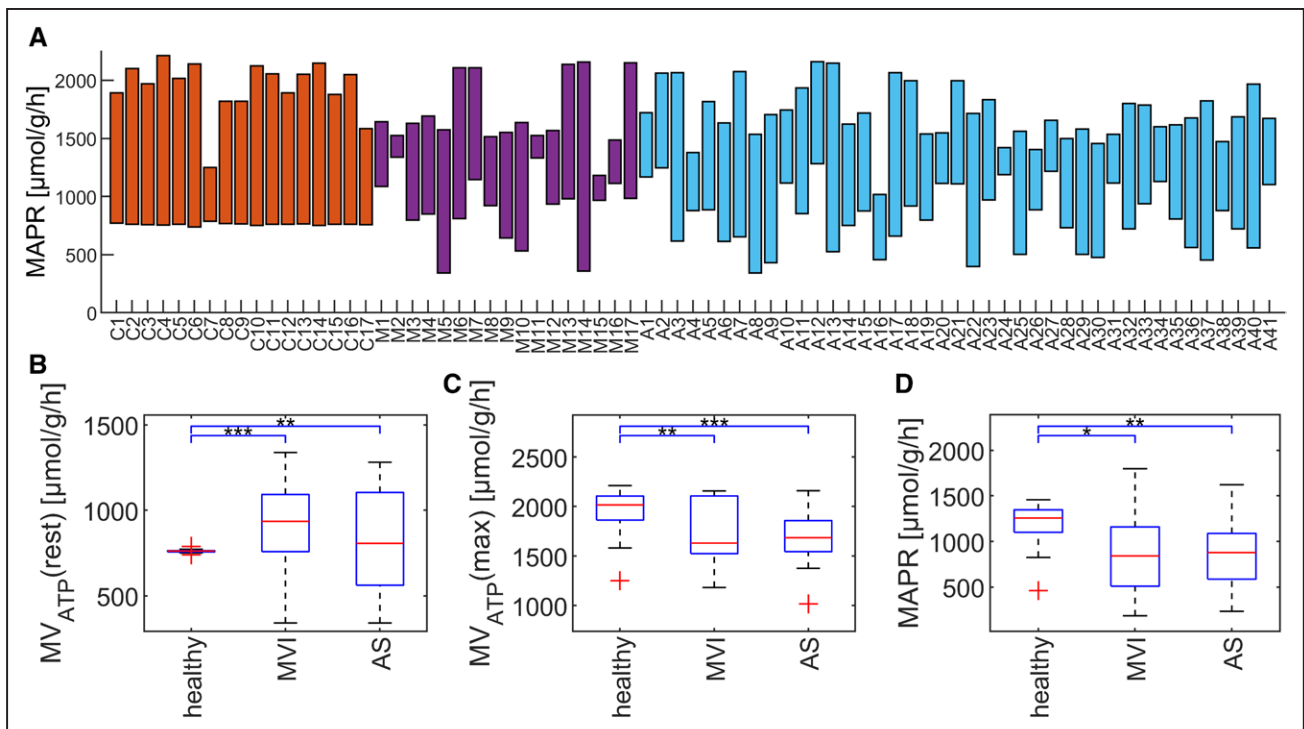 A
MAPR [μmol/g/h]
2000
1500
1000
500
0
C1 C2 C3 C4 C5 C6 C7 C8 C9 C10 C11 C12 C13 C14 C15 C16 C17 M1 M2 M3 M4 M5 M6 M7 M8 M9 M10 M11 M12 M13 M14 M15 M16 M17 A1 A2 A3 A4 A5 A6 A7 A8 A9 A10 A11 A12 A13 A14 A15 A16 A17 A18 A19 A20 A21 A22 A23 A24 A25 A26 A27 A28 A29 A30 A31 A32 A33 A34 A35 A36 A37 A38 A39 A40 A41
B
MV_ATP(rest) [μmol/g/h]
1500
1000
500
**
***
healthy
MVI
AS
C
MV_ATP(max) [μmol/g/h]
2500
2000
1500
1000
***
**
healthy
MVI
AS
D
MAPR [μmol/g/h]
2000
1500
1000
500
**
*
healthy
MVI
AS